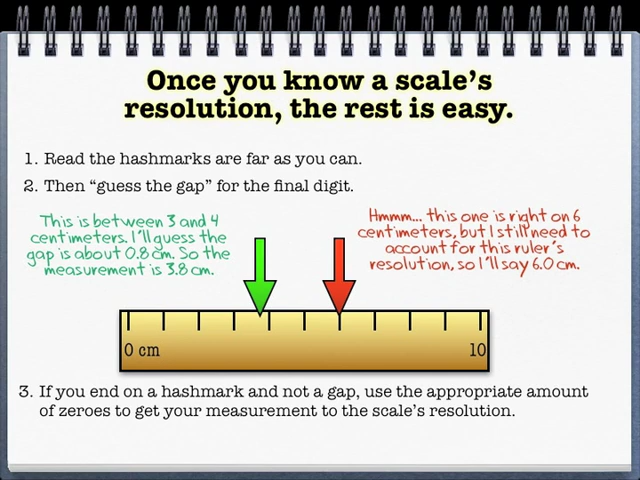 Once you know a scale's
resolution, the rest is easy.
1. Read the hashmarks are far as you can.
2. Then “guess the gap” for the final digit.
This is between 3 and 4
centimeters. I'll guess the
gap is about 0.8 cm. So the
measurement is 3.8 cm.
Hmmm... this one is right on 6
centimeters, but I still need to
account for this ruler's
resolution, so I'll say 6.0 cm.
0 cm
10
3. If you end on a hashmark and not a gap, use the appropriate amount
of zeroes to get your measurement to the scale's resolution.